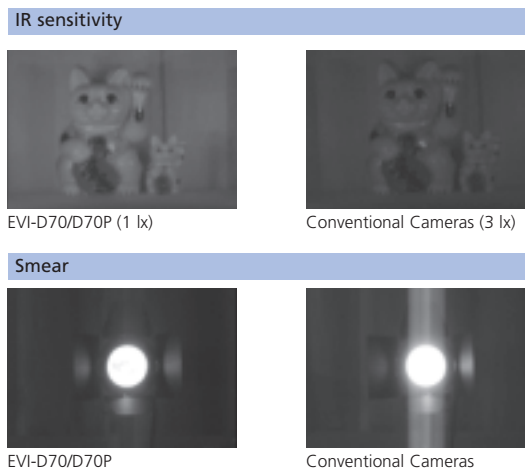 IR sensitivity
EVI-D70/D70P (1 lx)
Conventional Cameras (3 lx)
Smear
EVI-D70/D70P
Conventional Cameras